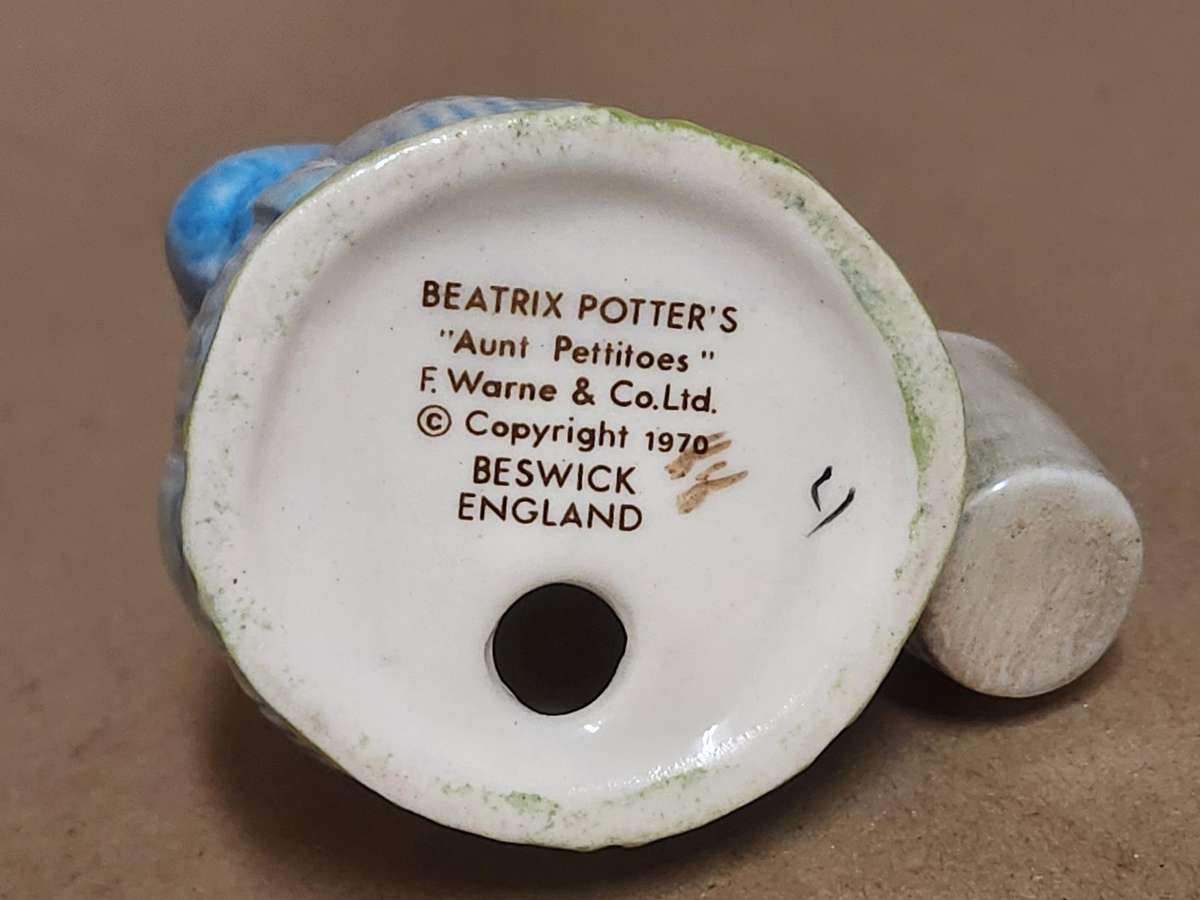 BEATRIX POTTER'S
"Aunt Pettitoes"
F. Warne & Co.Ltd.
© Copyright 1970
BESWICK
ENGLAND